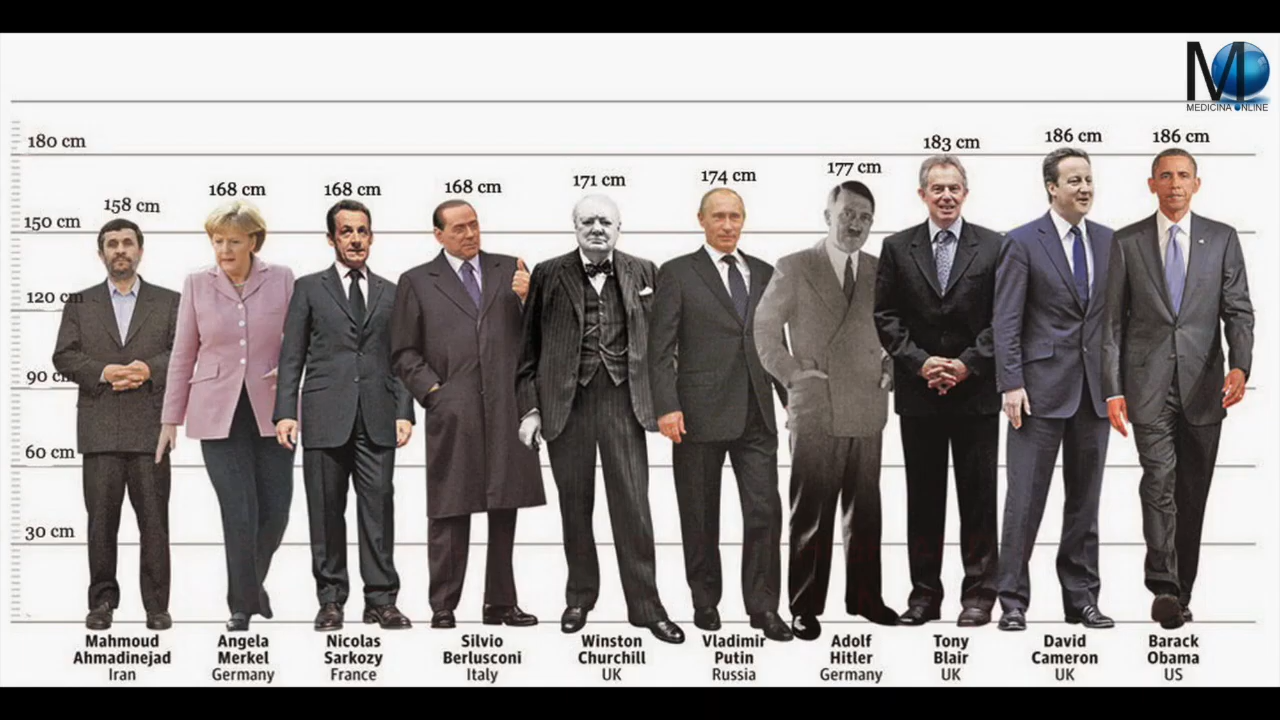 M
MEDICINA ONLINE
180 cm
150 cm
120 cm
90 cm
60 cm
30 cm
158 cm
168 cm
168 cm
168 cm
171 cm
174 cm
177 cm
183 cm
186 cm
186 cm
Mahmoud
Ahmadinejad
Iran
Angela
Merkel
Germany
Nicolas
Sarkozy
France
Silvio
Berlusconi
Italy
Winston
Churchill
UK
Vladimir
Putin
Russia
Adolf
Hitler
Germany
Tony
Blair
UK
David
Cameron
UK
Barack
Obama
US